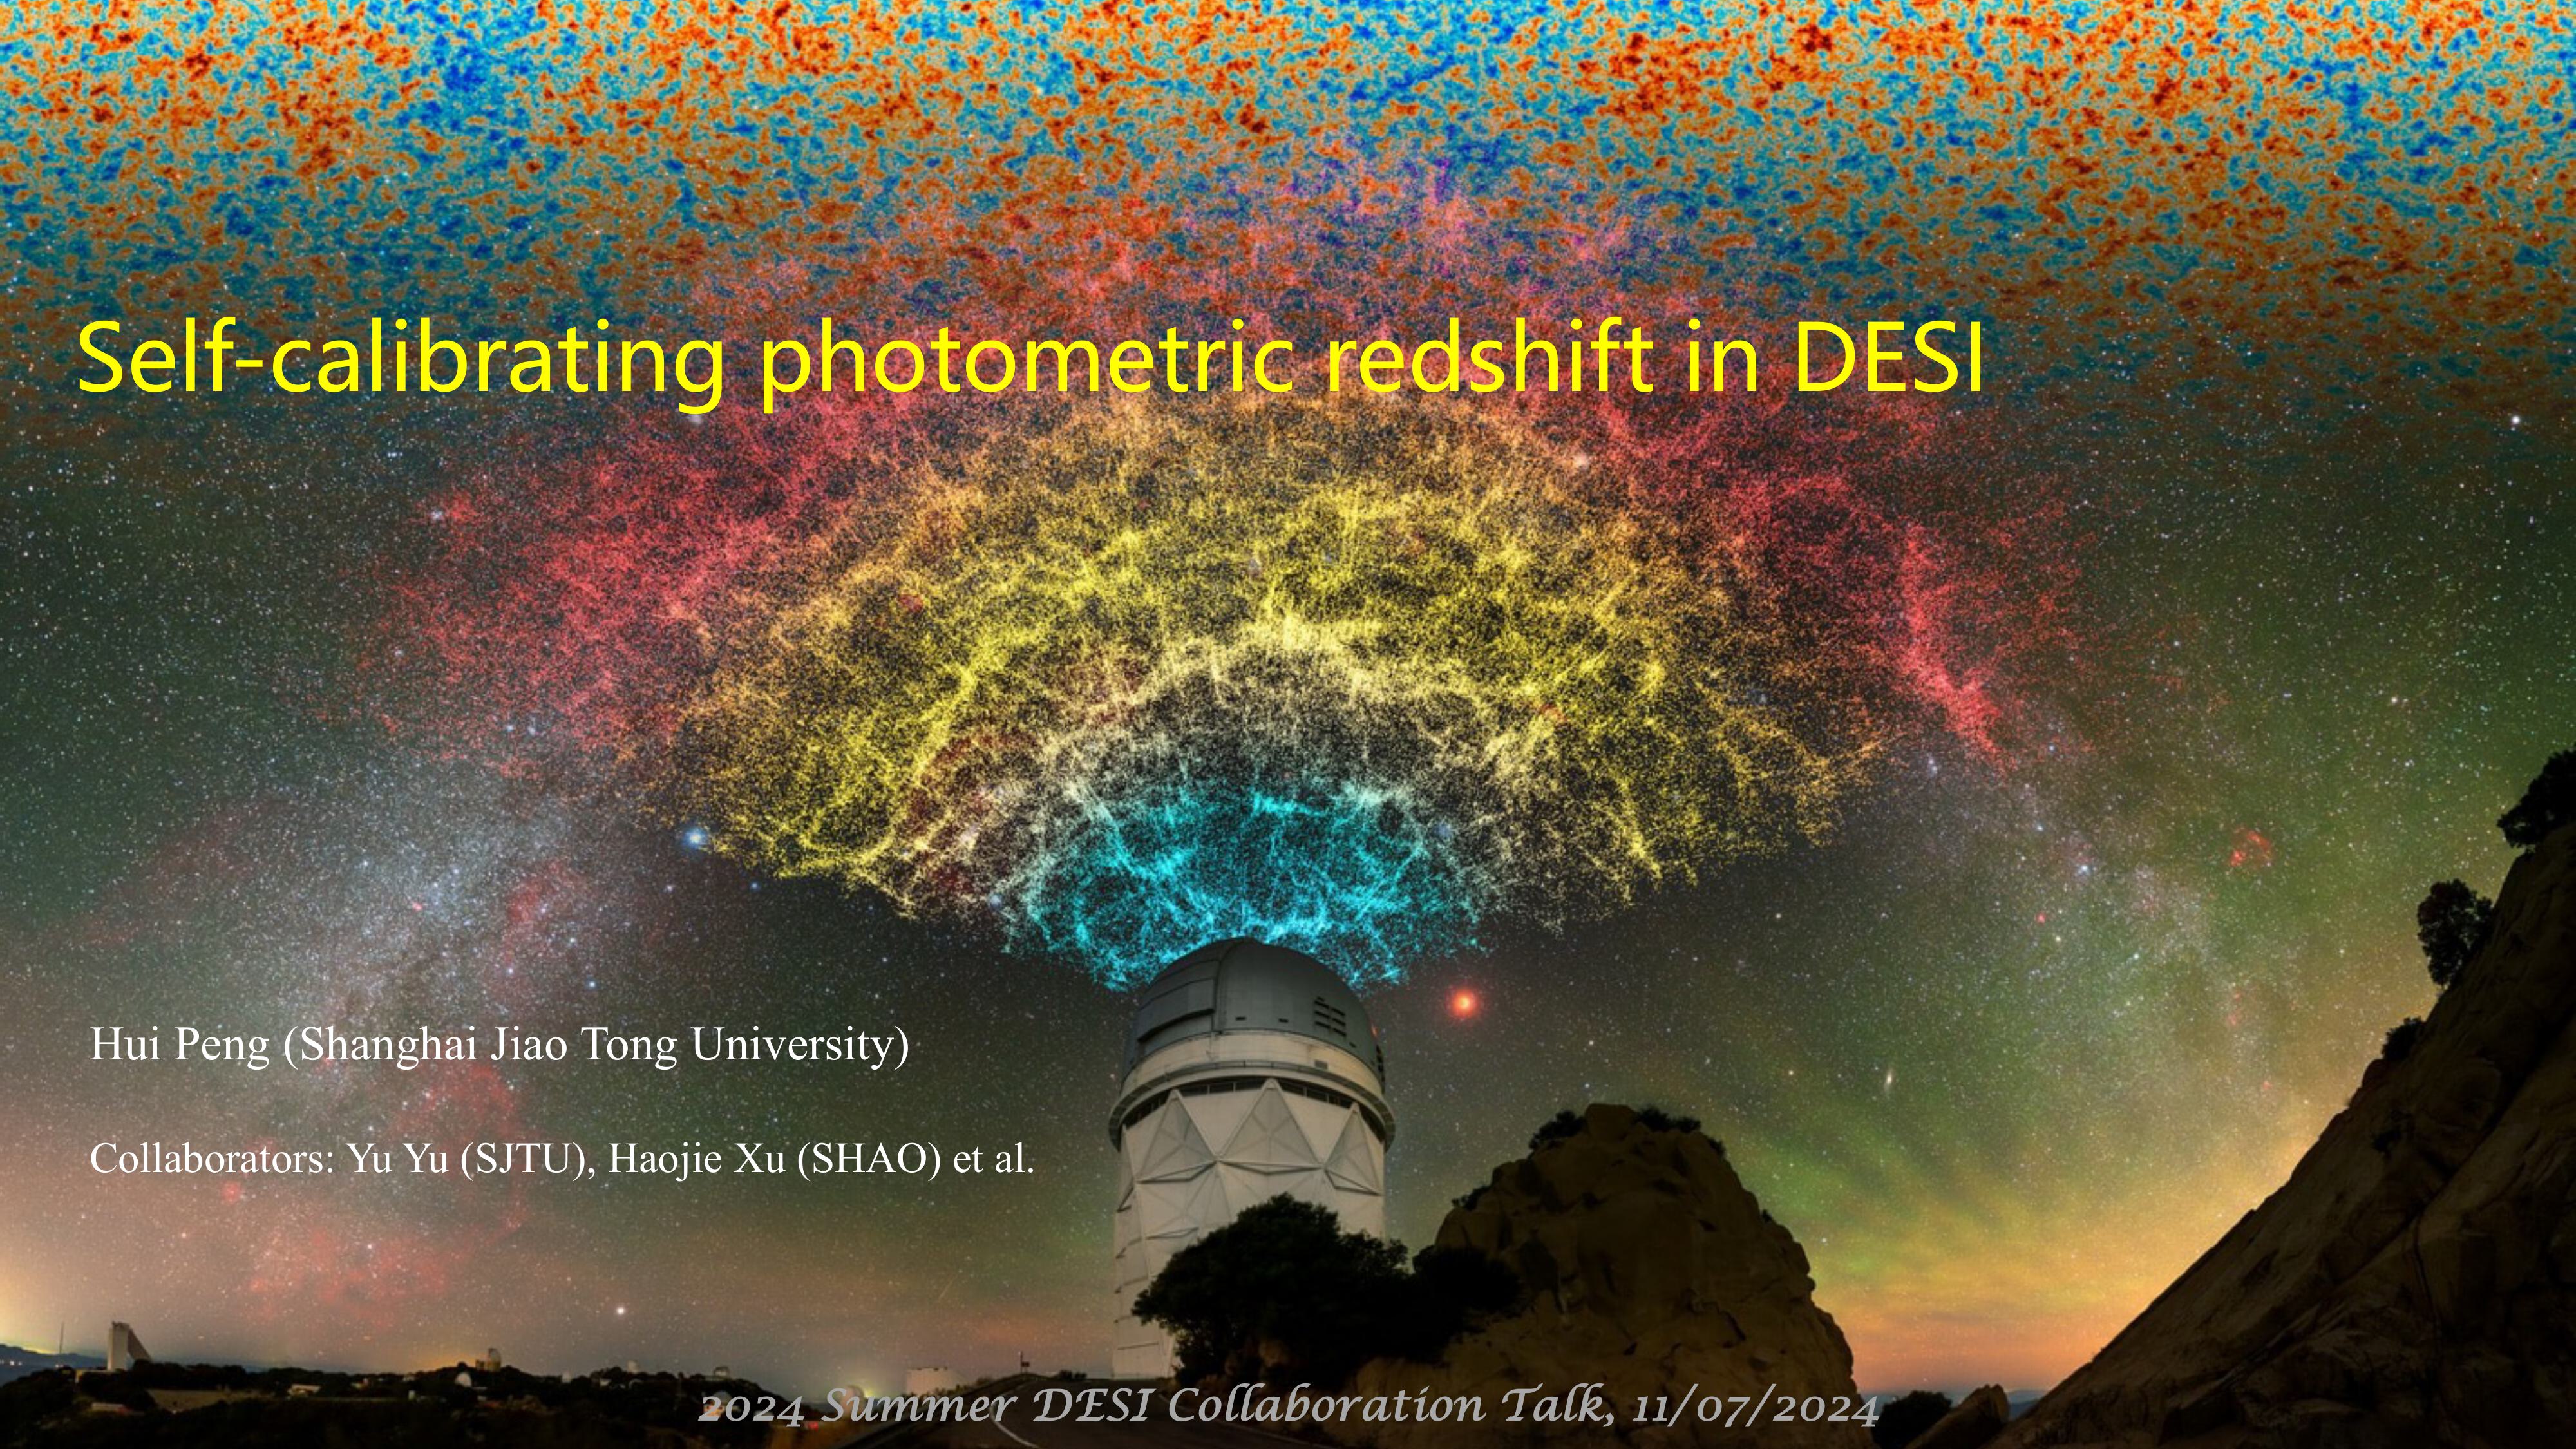 Self-calibrating photometric redshift in DESI
Hui Peng (Shanghai Jiao Tong University)
Collaborators: Yu Yu (SJTU), Haojie Xu (SHAO) et al.
2024 Summer DESI Collaboration Talk, 11/07/2024